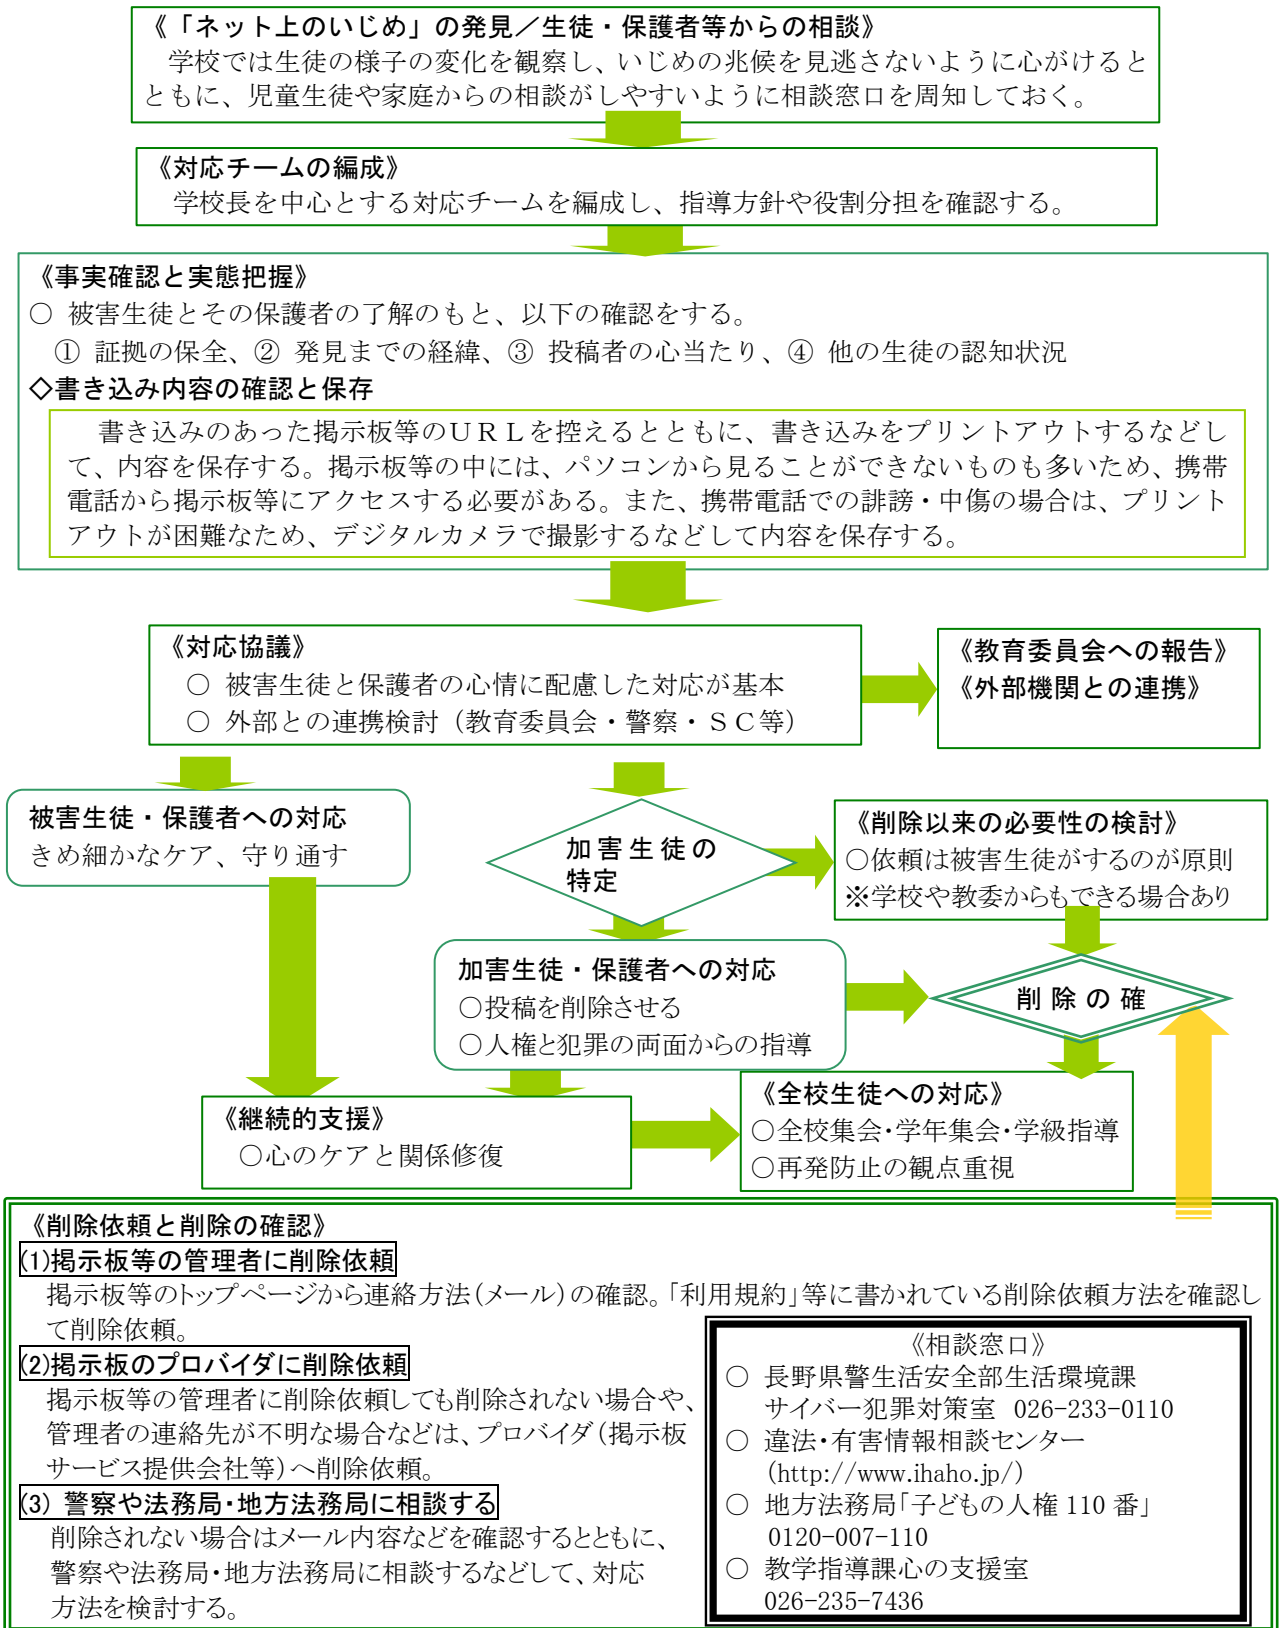 《「ネット上のいじめ」の発見／生徒・保護者等からの相談》
学校では生徒の様子の変化を観察し、いじめの兆候を見逃さないように心がけると
ともに、児童生徒や家庭からの相談がしやすいように相談窓口を周知しておく。
《対応チームの編成》
学校長を中心とする対応チームを編成し、指導方針や役割分担を確認する。
《事実確認と実態把握》
○ 被害生徒とその保護者の了解のもと、以下の確認をする。
① 証拠の保全、② 発見までの経緯、③ 投稿者の心当たり、④ 他の生徒の認知状況
◇書き込み内容の確認と保存
書き込みのあった掲示板等のＵＲＬを控えるとともに、書き込みをプリントアウトするなどし
て、内容を保存する。掲示板等の中には、パソコンから見ることができないものも多いため、携帯
電話から掲示板等にアクセスする必要がある。また、携帯電話での誹謗・中傷の場合は、プリント
アウトが困難なため、デジタルカメラで撮影するなどして内容を保存する。
《対応協議》
○ 被害生徒と保護者の心情に配慮した対応が基本
○ 外部との連携検討（教育委員会・警察・ＳＣ等）
《教育委員会への報告》
《外部機関との連携》
被害生徒・保護者への対応
きめ細かなケア、守り通す
加害生徒の
特定
《削除以来の必要性の検討》
○依頼は被害生徒がするのが原則
※学校や教委からもできる場合あり
加害生徒・保護者への対応
○投稿を削除させる
○人権と犯罪の両面からの指導
削除の確
《継続的支援》
○心のケアと関係修復
《全校生徒への対応》
○全校集会・学年集会・学級指導
○再発防止の観点重視
《削除依頼と削除の確認》
(1)掲示板等の管理者に削除依頼
掲示板等のトップページから連絡方法(メール)の確認。「利用規約」等に書かれている削除依頼方法を確認し
て削除依頼。
(2)掲示板のプロバイダに削除依頼
掲示板等の管理者に削除依頼しても削除されない場合や、
管理者の連絡先が不明な場合などは、プロバイダ（掲示板
サービス提供会社等）へ削除依頼。
(3) 警察や法務局・地方法務局に相談する
削除されない場合はメール内容などを確認するとともに、
警察や法務局・地方法務局に相談するなどして、対応
方法を検討する。
《相談窓口》
○ 長野県警生活安全部生活環境課
サイバー犯罪対策室 026-233-0110
○ 違法・有害情報相談センター
(http://www.ihaho.jp/)
○ 地方法務局「子どもの人権 110 番」
0120-007-110
○ 教学指導課心の支援室
026-235-7436